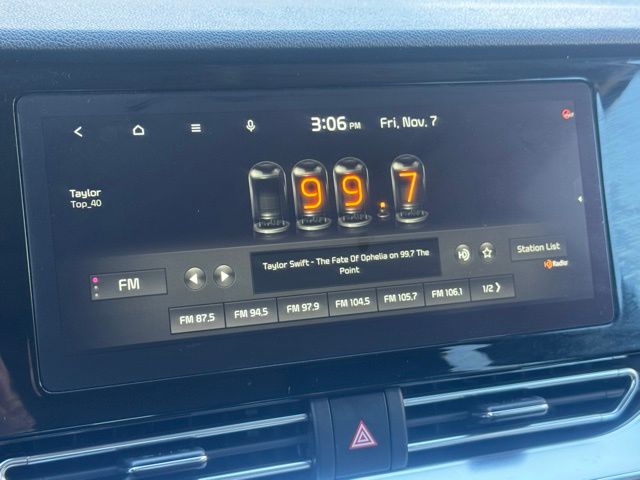 3:06 PM Fri, Nov. 7
99.7
Taylor
Top_40
Taylor Swift - The Fate Of Ophelia on 99.7 The
Point
HD
Station List
HD Radio
FM
FM 87.5 FM 94.5 FM 97.9 FM 104.5 FM 105.7 FM 106.1 1/2 >